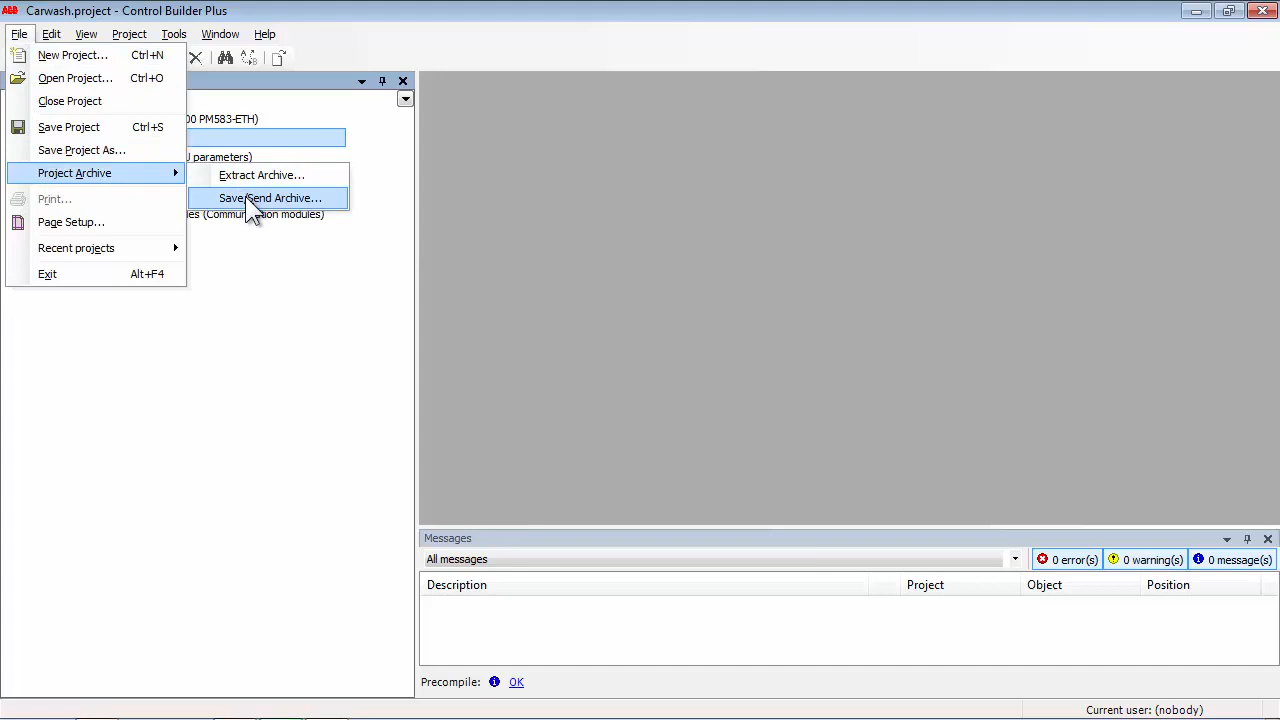 ABB Carwash.project - Control Builder Plus
File Edit View Project Tools Window Help
New Project... Ctrl+N
Open Project... Ctrl+O
Close Project
Save Project Ctrl+S
Save Project As...
Project Archive
Print...
Page Setup...
Recent projects
Exit Alt+F4
Extract Archive...
Save/Send Archive...
00 PM583-ETH)
U parameters)
es (Communication modules)
Messages
All messages
0 error(s) 0 warning(s) 0 message(s)
Description Project Object Position
Precompile: OK
Current user: (nobody)